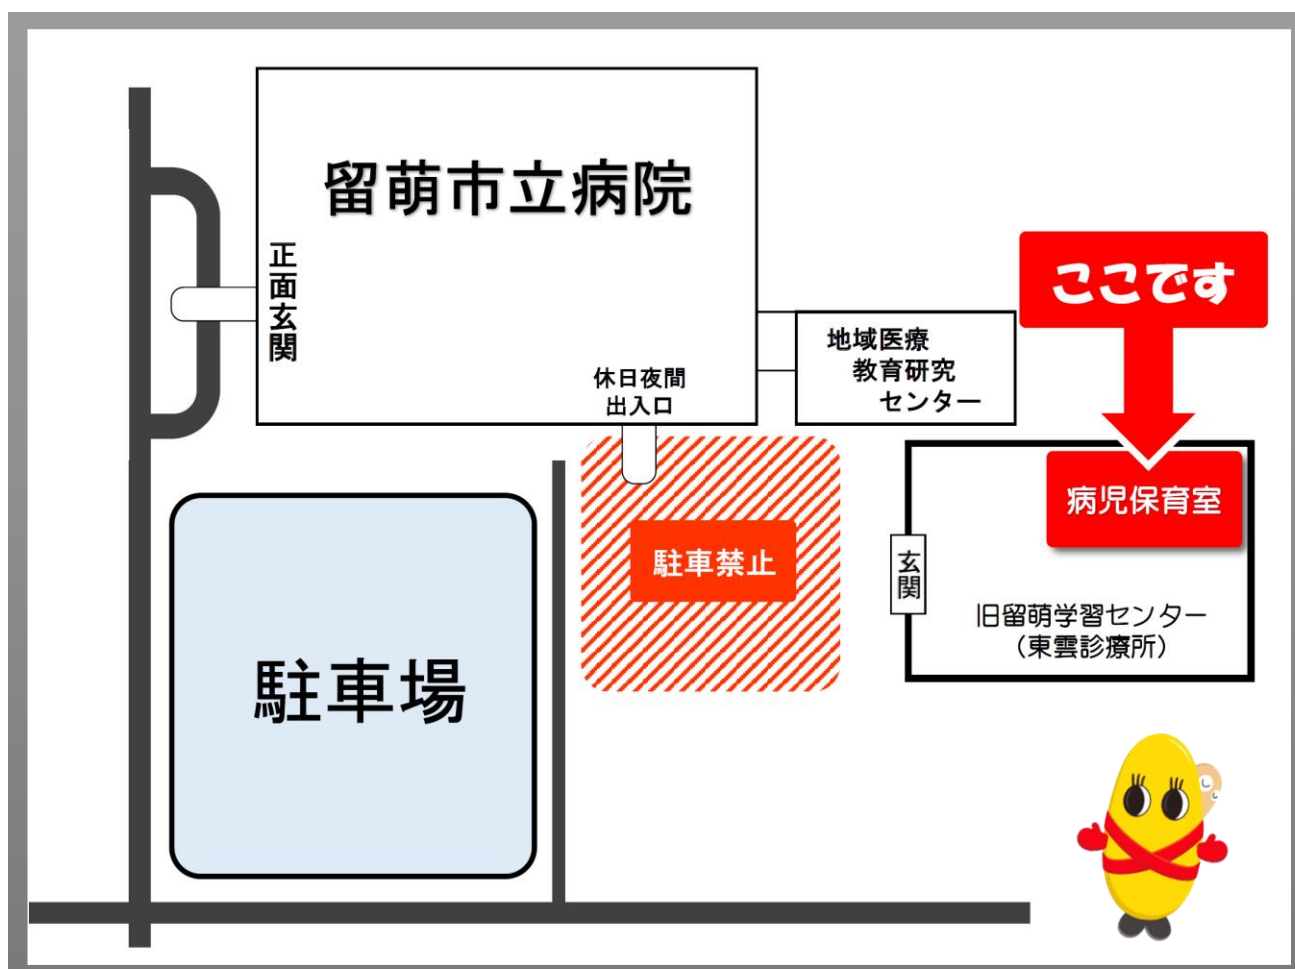 留萌市立病院
正面玄関
休日夜間
出入口
地域医療
教育研究
センター
ここです
病児保育室
玄関
旧留萌学習センター
（東雲診療所）
駐車禁止
駐車場